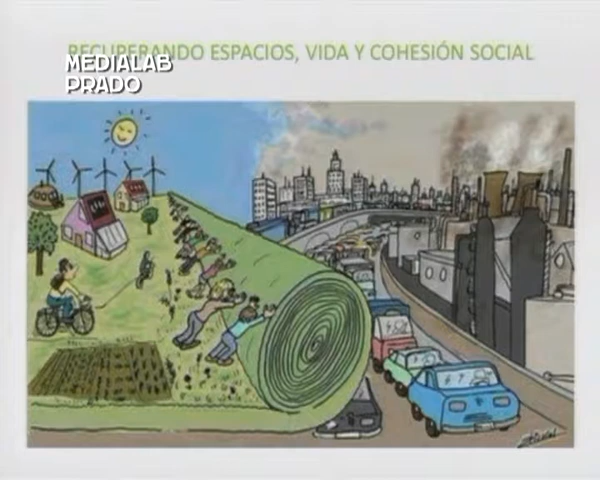 RECUPERANDO ESPACIOS, VIDA Y COHESIÓN SOCIAL
MEDIALAB
PRADO